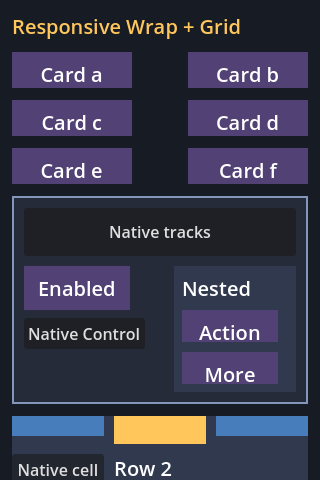 Responsive Wrap + Grid
Card a Card b
Card c Card d
Card e Card f
Native tracks
Enabled Nested
Native Control Action
More
Native cell Row 2